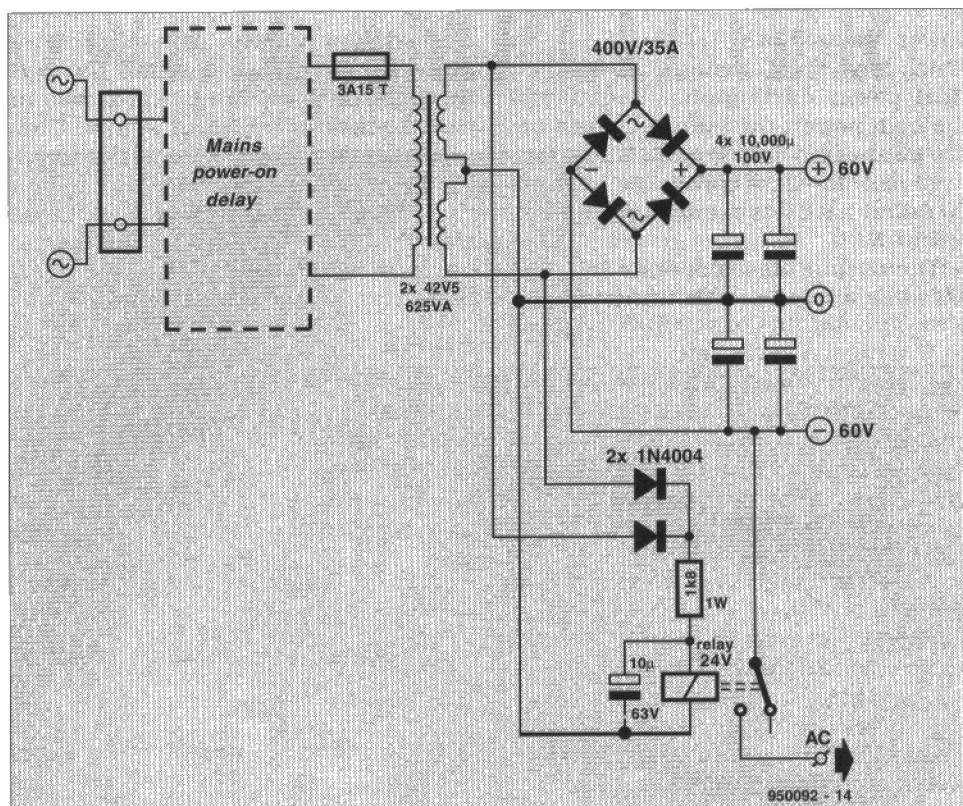 400V/35A
3A15 T
Mains
power-on
delay
4x 10,000µ
100V
~
~
~
~
−
+
+ 60V
2x 42V5
625VA
0
− 60V
2x 1N4004
1k8
1W
relay
24V
10µ
63V
AC
950092 - 14